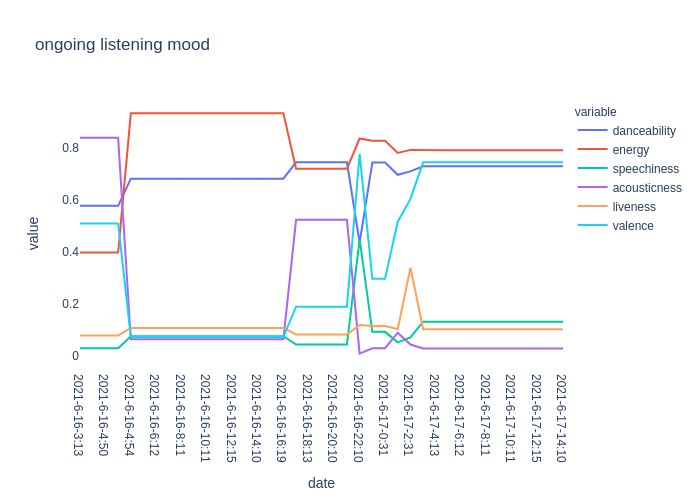 ongoing listening mood
variable
danceability
energy
speechiness
acousticness
liveness
valence
value
0.8
0.6
0.4
0.2
0
2021-6-16-3:13
2021-6-16-4:50
2021-6-16-4:54
2021-6-16-6:12
2021-6-16-8:11
2021-6-16-10:11
2021-6-16-12:15
2021-6-16-14:10
2021-6-16-16:19
2021-6-16-18:13
2021-6-16-20:10
2021-6-16-22:10
2021-6-17-0:31
2021-6-17-2:31
2021-6-17-4:13
2021-6-17-6:12
2021-6-17-8:11
2021-6-17-10:11
2021-6-17-12:15
2021-6-17-14:10
date